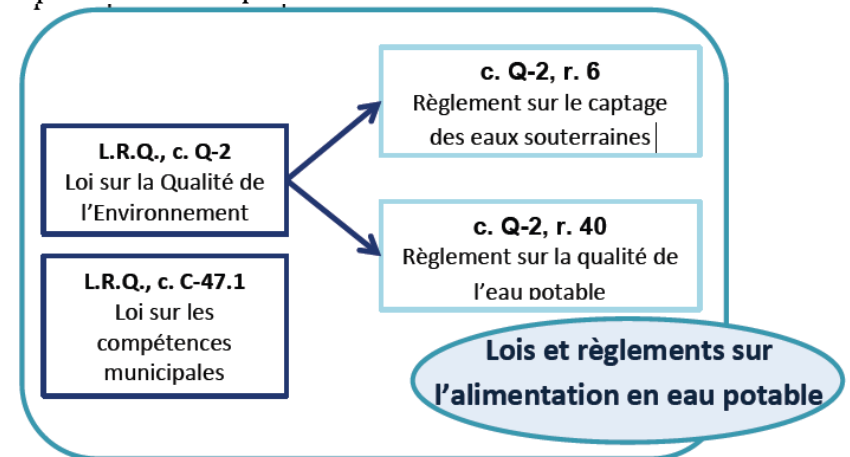 c. Q-2, r. 6
Règlement sur le captage
des eaux souterraines
L.R.Q., c. Q-2
Loi sur la Qualité de
l'Environnement
c. Q-2, r. 40
Règlement sur la qualité de
l'eau potable
L.R.Q., c. C-47.1
Loi sur les
compétences
municipales
Lois et règlements sur
l'alimentation en eau potable